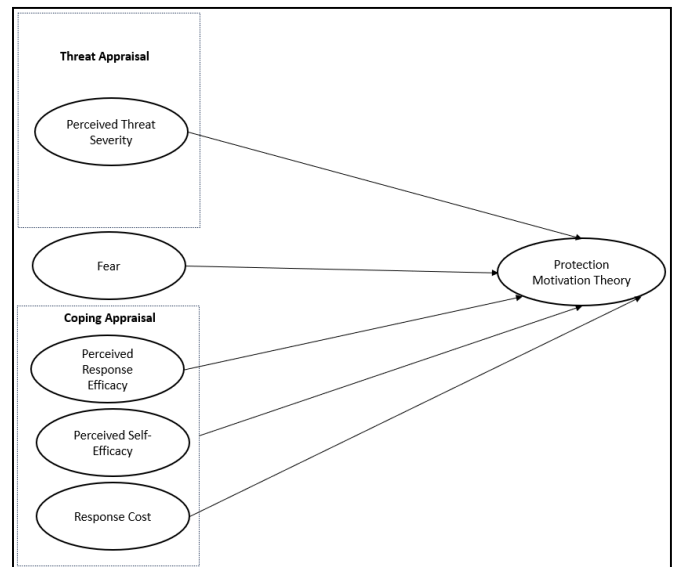 Threat Appraisal
Perceived Threat
Severity
Fear
Protection
Motivation Theory
Coping Appraisal
Perceived
Response
Efficacy
Perceived Self-
Efficacy
Response Cost